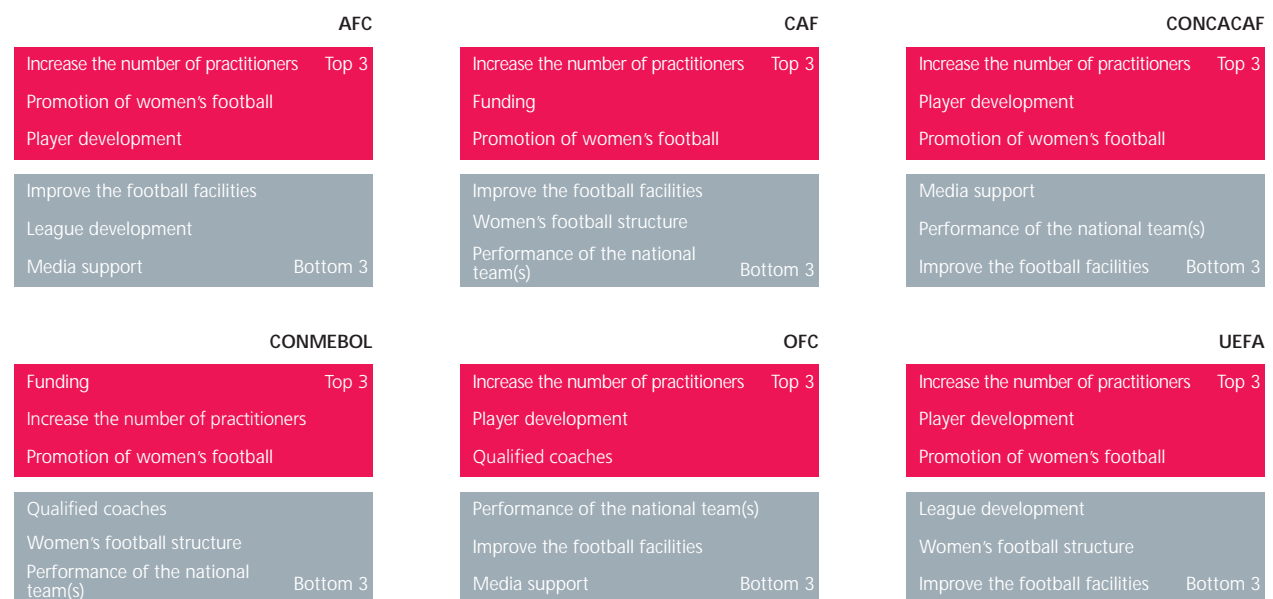 AFC
Increase the number of practitioners Top 3
Promotion of women's football
Player development
Improve the football facilities
League development
Media support Bottom 3
CAF
Increase the number of practitioners Top 3
Funding
Promotion of women's football
Improve the football facilities
Women's football structure
Performance of the national
team(s) Bottom 3
CONCACAF
Increase the number of practitioners Top 3
Player development
Promotion of women's football
Media support
Performance of the national team(s)
Improve the football facilities Bottom 3
CONMEBOL
Funding Top 3
Increase the number of practitioners
Promotion of women's football
Qualified coaches
Women's football structure
Performance of the national
team(s) Bottom 3
OFC
Increase the number of practitioners Top 3
Player development
Qualified coaches
Performance of the national team(s)
Improve the football facilities
Media support Bottom 3
UEFA
Increase the number of practitioners Top 3
Player development
Promotion of women's football
League development
Women's football structure
Improve the football facilities Bottom 3